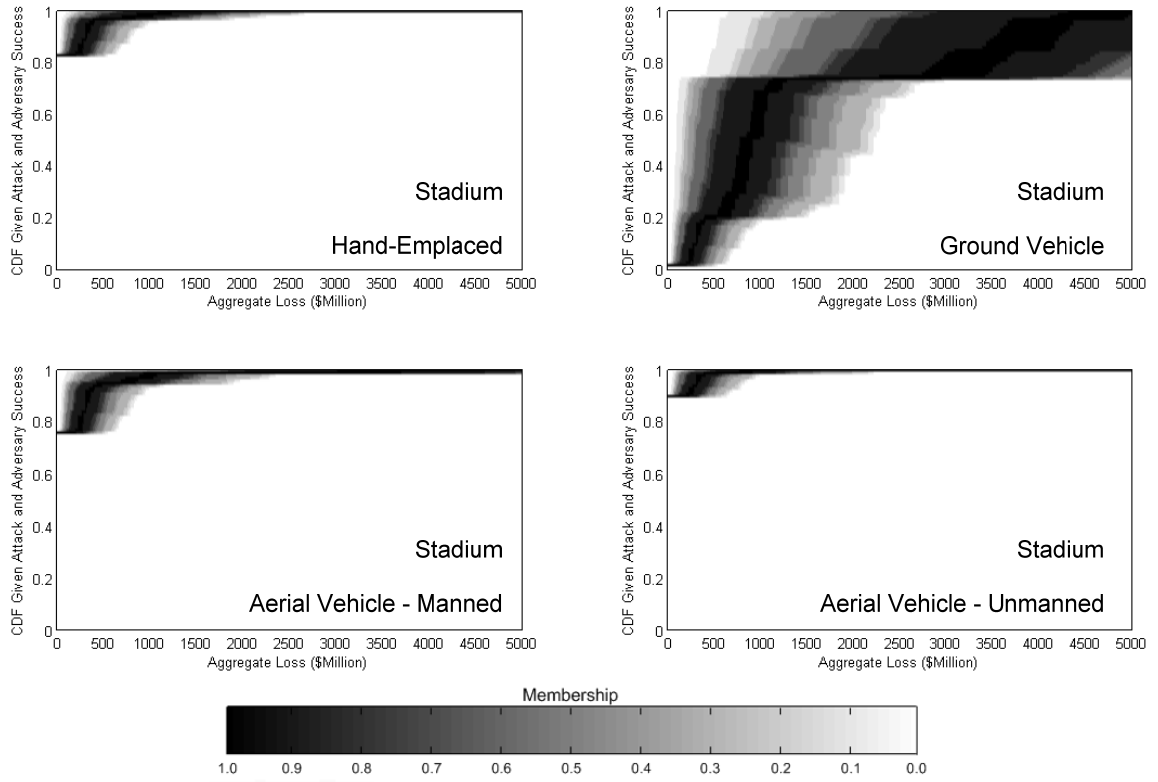 CDF Given Attack and Adversary Success
1
0.8
0.6
0.4
0.2
0
Stadium
Hand-Emplaced
0 500 1000 1500 2000 2500 3000 3500 4000 4500 5000
Aggregate Loss ($Million)
CDF Given Attack and Adversary Success
1
0.8
0.6
0.4
0.2
0
Stadium
Ground Vehicle
0 500 1000 1500 2000 2500 3000 3500 4000 4500 5000
Aggregate Loss ($Million)
CDF Given Attack and Adversary Success
1
0.8
0.6
0.4
0.2
0
Stadium
Aerial Vehicle - Manned
0 500 1000 1500 2000 2500 3000 3500 4000 4500 5000
Aggregate Loss ($Million)
CDF Given Attack and Adversary Success
1
0.8
0.6
0.4
0.2
0
Stadium
Aerial Vehicle - Unmanned
0 500 1000 1500 2000 2500 3000 3500 4000 4500 5000
Aggregate Loss ($Million)
Membership
1.0 0.9 0.8 0.7 0.6 0.5 0.4 0.3 0.2 0.1 0.0